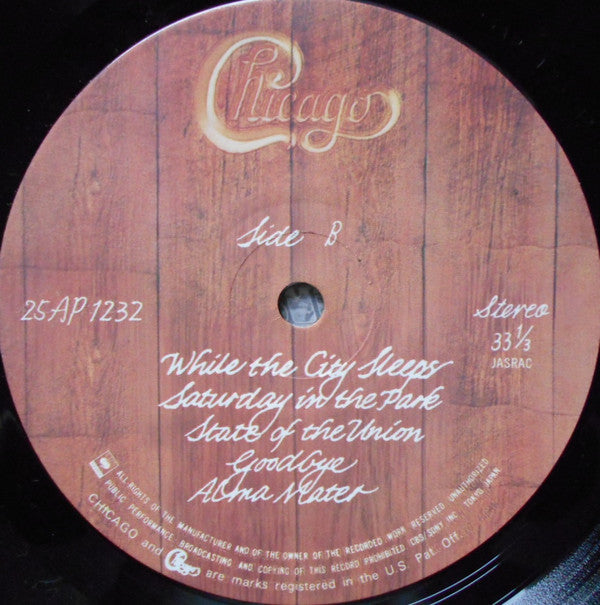 Chicago
Side B
25AP 1232
Stereo
33 1/3
JASRAC
While the City Sleeps
Saturday in the Park
State of the Union
Goodbye
Alma Mater
ALL RIGHTS OF THE MANUFACTURER AND OF THE OWNER OF THE RECORDED WORK RESERVED UNAUTHORIZED
PUBLIC PERFORMANCE, BROADCASTING AND COPYING OF THIS RECORD PROHIBITED CBS/SONY INC. TOKYO JAPAN
CHICAGO and Chicago are marks registered in the U.S. Pat. Off.